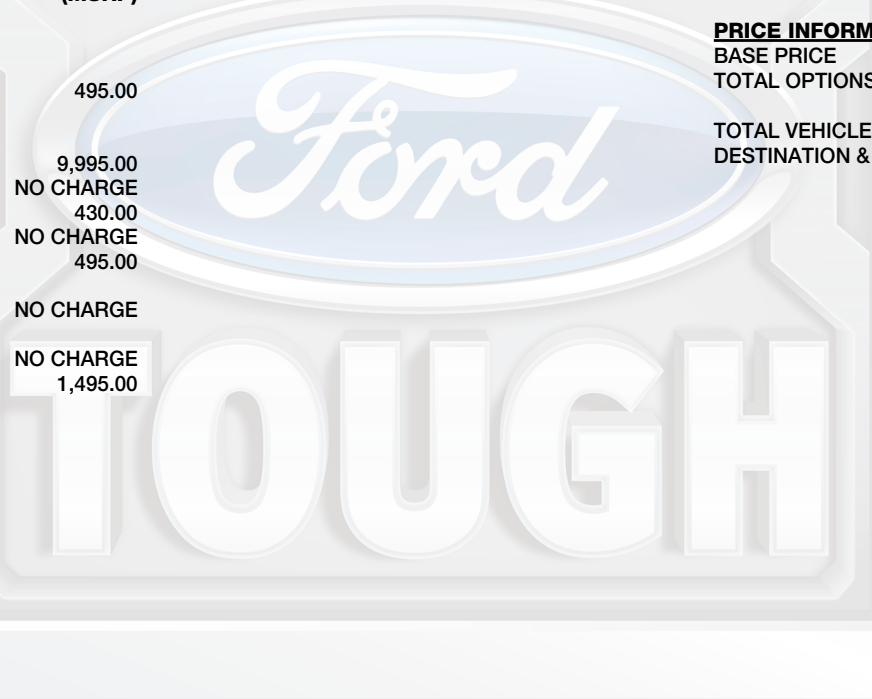 (MSRP)
495.00
9,995.00
NO CHARGE
430.00
NO CHARGE
495.00
NO CHARGE
NO CHARGE
1,495.00
PRICE INFORM
BASE PRICE
TOTAL OPTIONS
TOTAL VEHICLE
DESTINATION &
Ford
TOUGH